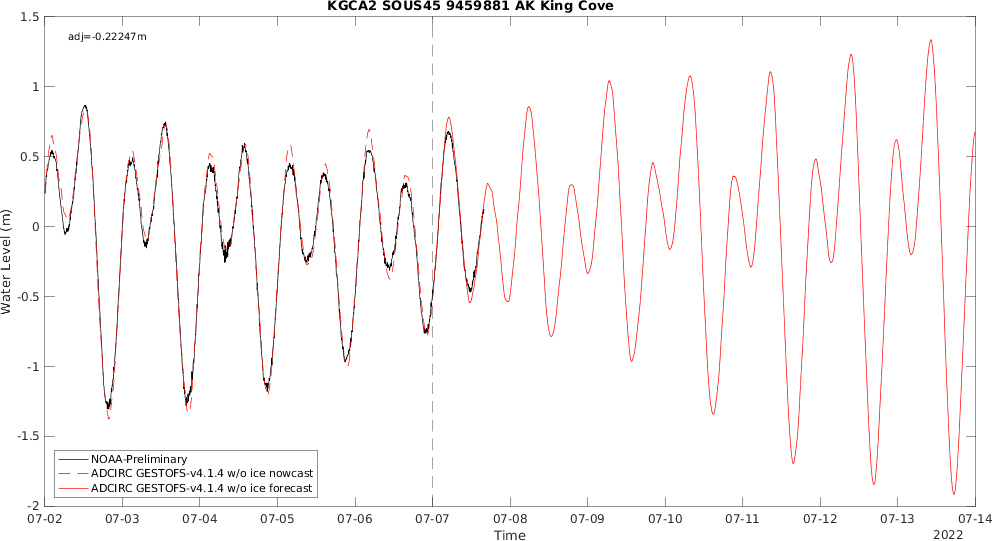 KGCA2 SOUS45 9459881 AK King Cove
adj=-0.22247m
1.5
1
0.5
0
-0.5
-1
-1.5
-2
Water Level (m)
NOAA-Preliminary
ADCIRC GESTOFS-v4.1.4 w/o ice nowcast
ADCIRC GESTOFS-v4.1.4 w/o ice forecast
07-02 07-03 07-04 07-05 07-06 07-07 07-08 07-09 07-10 07-11 07-12 07-13 07-14
Time
2022